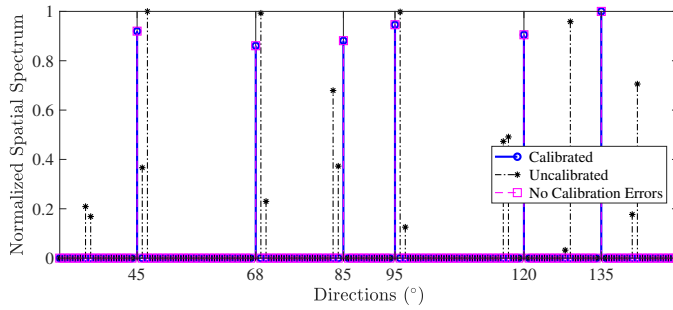 1
0.8
0.6
0.4
0.2
0
Normalized Spatial Spectrum
Calibrated
Uncalibrated
No Calibration Errors
45 68 85 95 120 135
Directions (°)